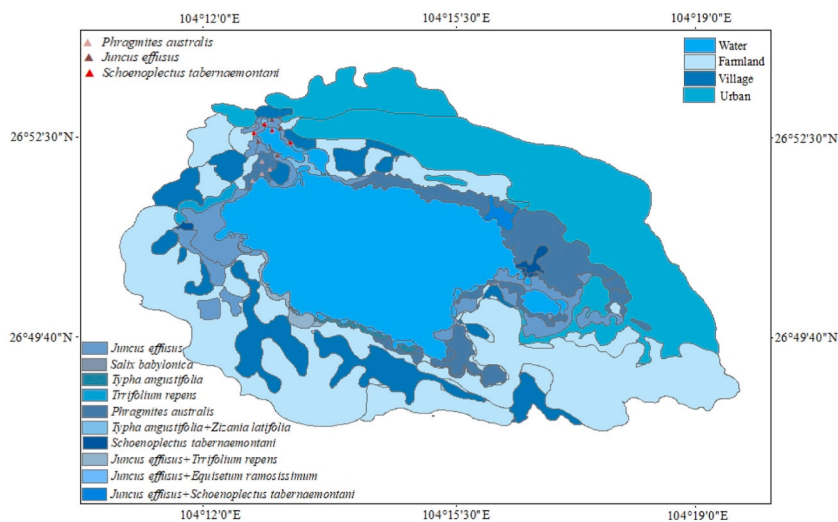 104°12'0"E 104°15'30"E 104°19'0"E
Phragmites australis
Juncus effusus
Schoenoplectus tabernaemontani
Water
Farmland
Village
Urban
26°52'30"N 26°52'30"N
26°49'40"N 26°49'40"N
Juncus effusus
Salix babylonica
Typha angustifolia
Trrifolium repens
Phragmites australis
Typha angustifolia+Zizania latifolia
Schoenoplectus tabernaemontani
Juncus effusus+Trrifolium repens
Juncus effusus+Equisetum ramosissimum
Juncus effusus+Schoenoplectus tabernaemontani
104°12'0"E 104°15'30"E 104°19'0"E